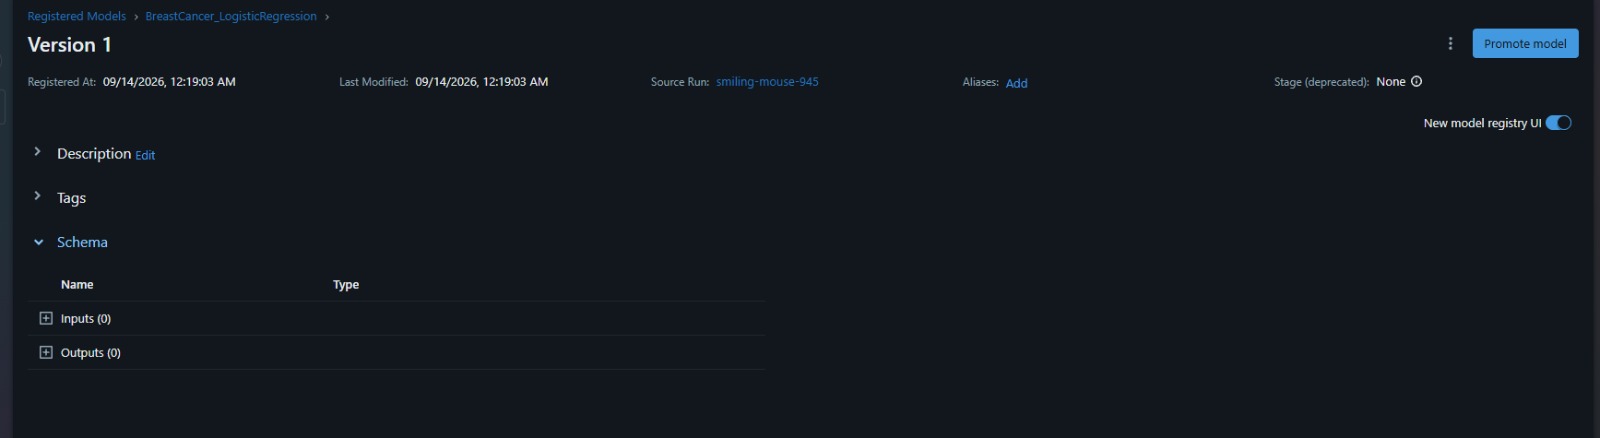 Registered Models › BreastCancer_LogisticRegression ›
Version 1
Promote model
Registered At: 09/14/2026, 12:19:03 AM Last Modified: 09/14/2026, 12:19:03 AM Source Run: smiling-mouse-945 Aliases: Add Stage (deprecated): None
New model registry UI
Description Edit
Tags
Schema
Name Type
Inputs (0)
Outputs (0)